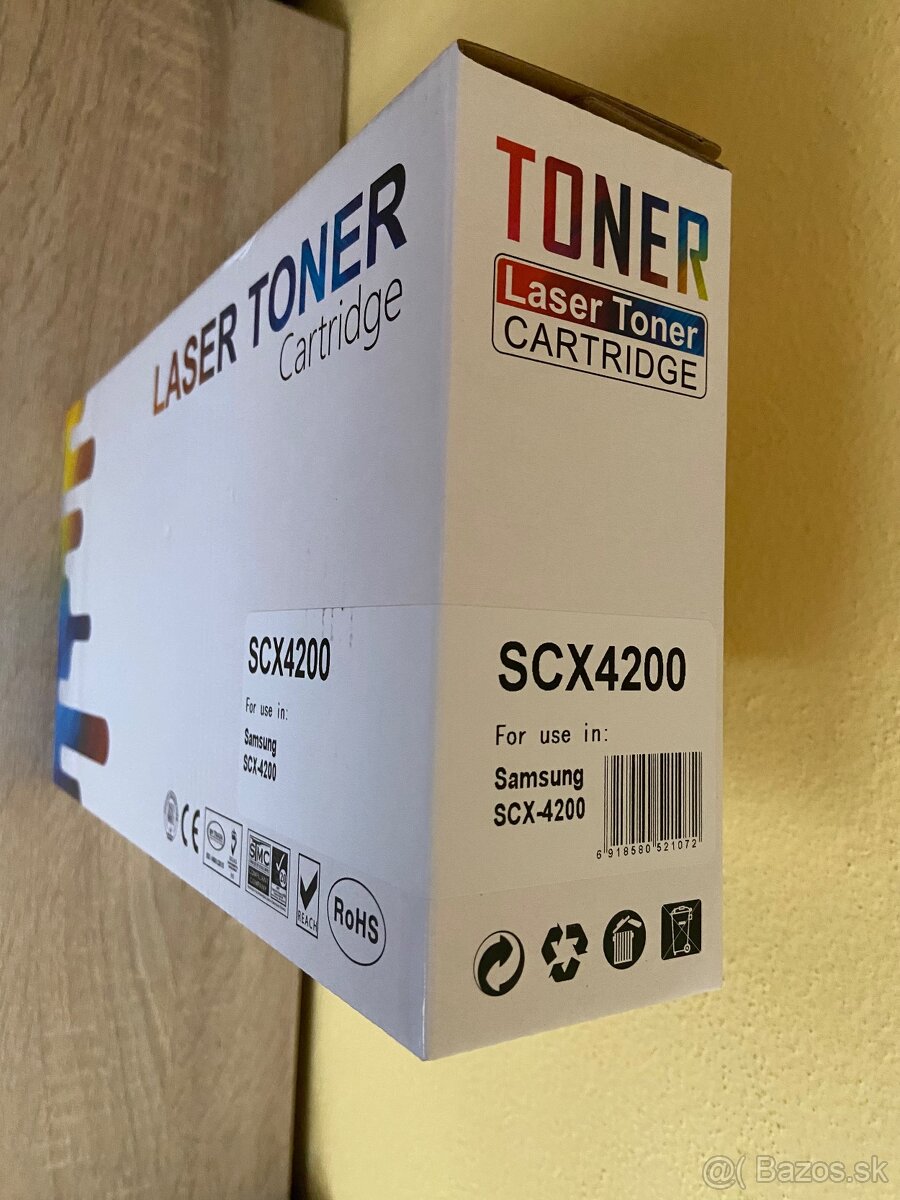 LASER TONER
Cartridge
SCX4200
For use in:
Samsung
SCX-4200
CE
REACH
RoHS
TONER
Laser Toner
CARTRIDGE
SCX4200
For use in:
Samsung
SCX-4200
6 918580 521072
@( Bazos.sk